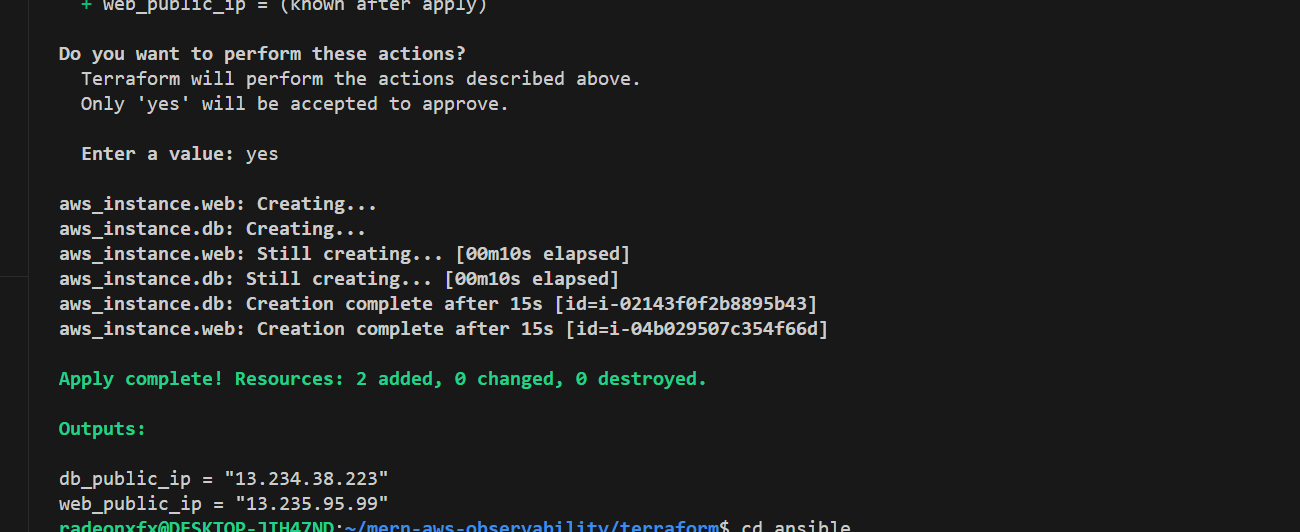 + web_public_ip = (known after apply)
Do you want to perform these actions?
Terraform will perform the actions described above.
Only 'yes' will be accepted to approve.
Enter a value: yes
aws_instance.web: Creating...
aws_instance.db: Creating...
aws_instance.web: Still creating... [00m10s elapsed]
aws_instance.db: Still creating... [00m10s elapsed]
aws_instance.db: Creation complete after 15s [id=i-02143f0f2b8895b43]
aws_instance.web: Creation complete after 15s [id=i-04b029507c354f66d]
Apply complete! Resources: 2 added, 0 changed, 0 destroyed.
Outputs:
db_public_ip = "13.234.38.223"
web_public_ip = "13.235.95.99"
radeonxfx@DESKTOP-JIH47ND:~/mern-aws-observability/terraform$ cd ansible